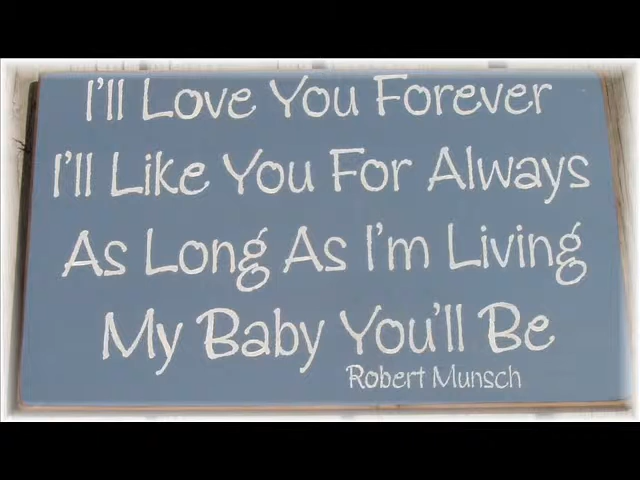 I'll Love You Forever
I'll Like You For Always
As Long As I'm Living
My Baby You'll Be
Robert Munsch